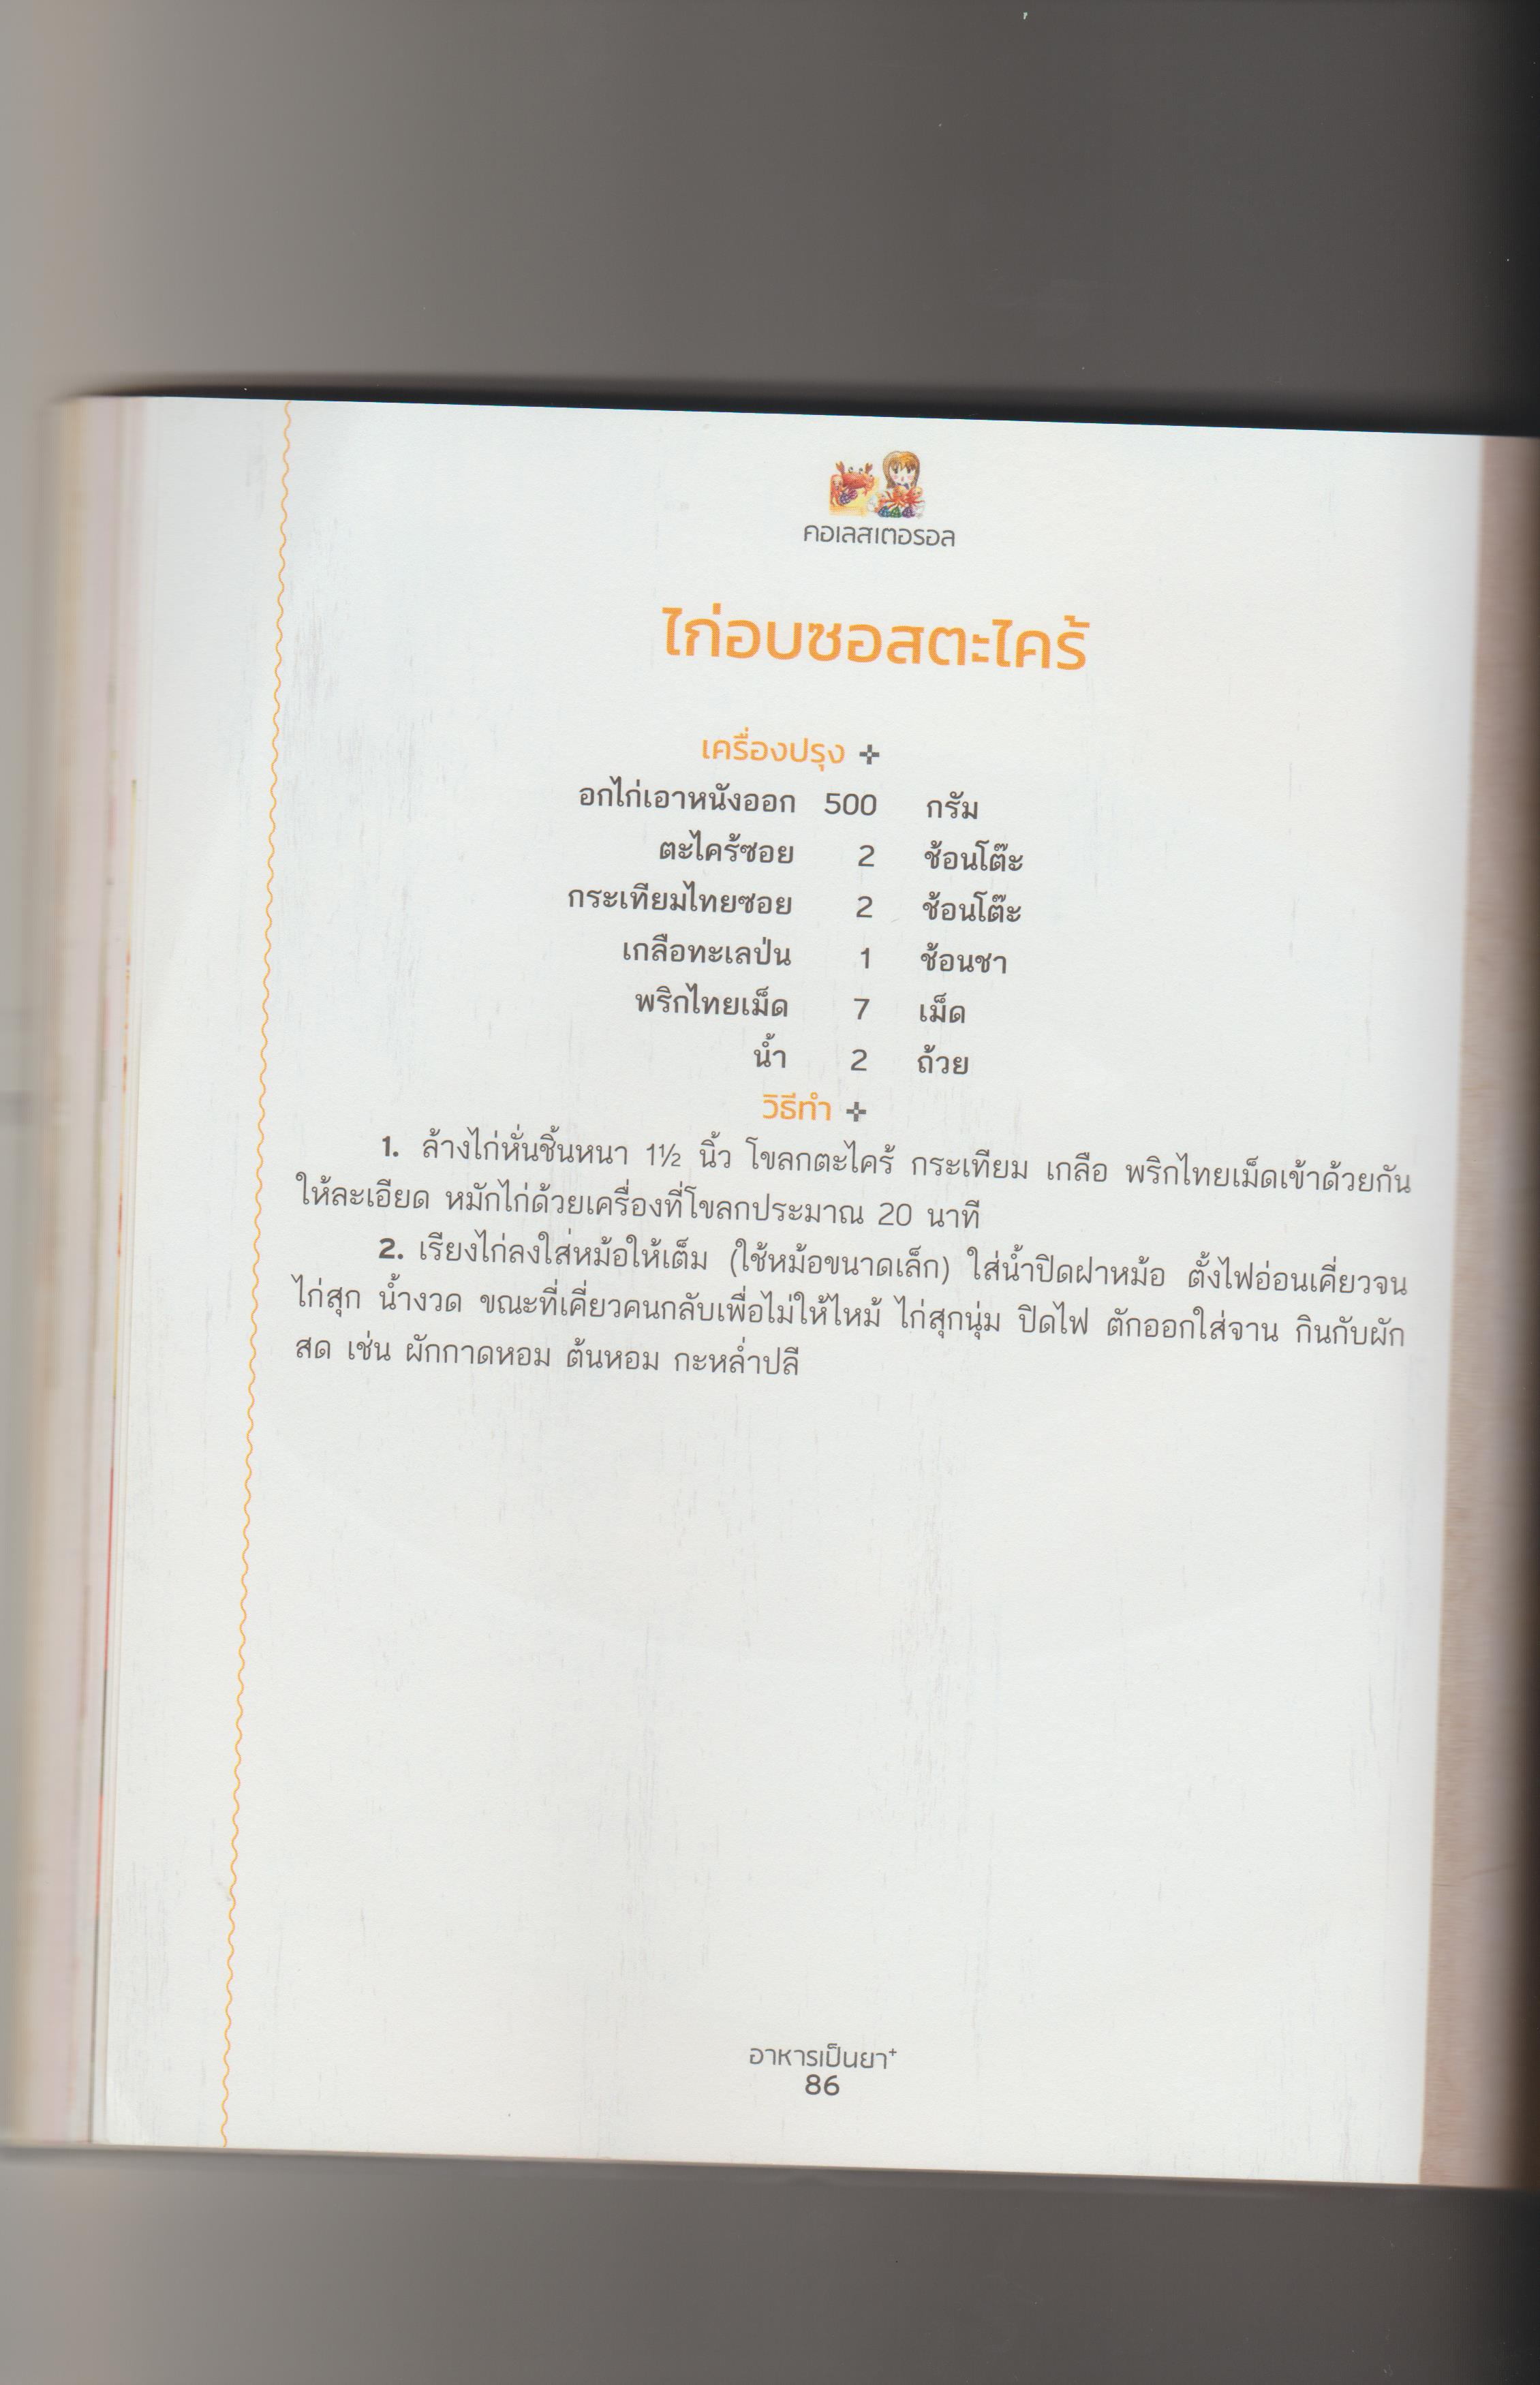 คอเลสเตอรอล
ไก่อบซอสตะไคร้
เครื่องปรุง +
อกไก่เอาหนังออก 500 กรัม
ตะไคร้ซอย 2 ช้อนโต๊ะ
กระเทียมไทยซอย 2 ช้อนโต๊ะ
เกลือทะเลป่น 1 ช้อนชา
พริกไทยเม็ด 7 เม็ด
น้ำ 2 ถ้วย
วิธีทำ +
1. ล้างไก่หั่นชิ้นหนา 1½ นิ้ว โขลกตะไคร้ กระเทียม เกลือ พริกไทยเม็ดเข้าด้วยกัน
ให้ละเอียด หมักไก่ด้วยเครื่องที่โขลกประมาณ 20 นาที
2. เรียงไก่ลงใส่หม้อให้เต็ม (ใช้หม้อขนาดเล็ก) ใส่น้ำปิดฝาหม้อ ตั้งไฟอ่อนเคี่ยวจน
ไก่สุก น้ำงวด ขณะที่เคี่ยวคนกลับเพื่อไม่ให้ไหม้ ไก่สุกนุ่ม ปิดไฟ ตักออกใส่จาน กินกับผัก
สด เช่น ผักกาดหอม ต้นหอม กะหล่ำปลี
อาหารเป็นยา+
86